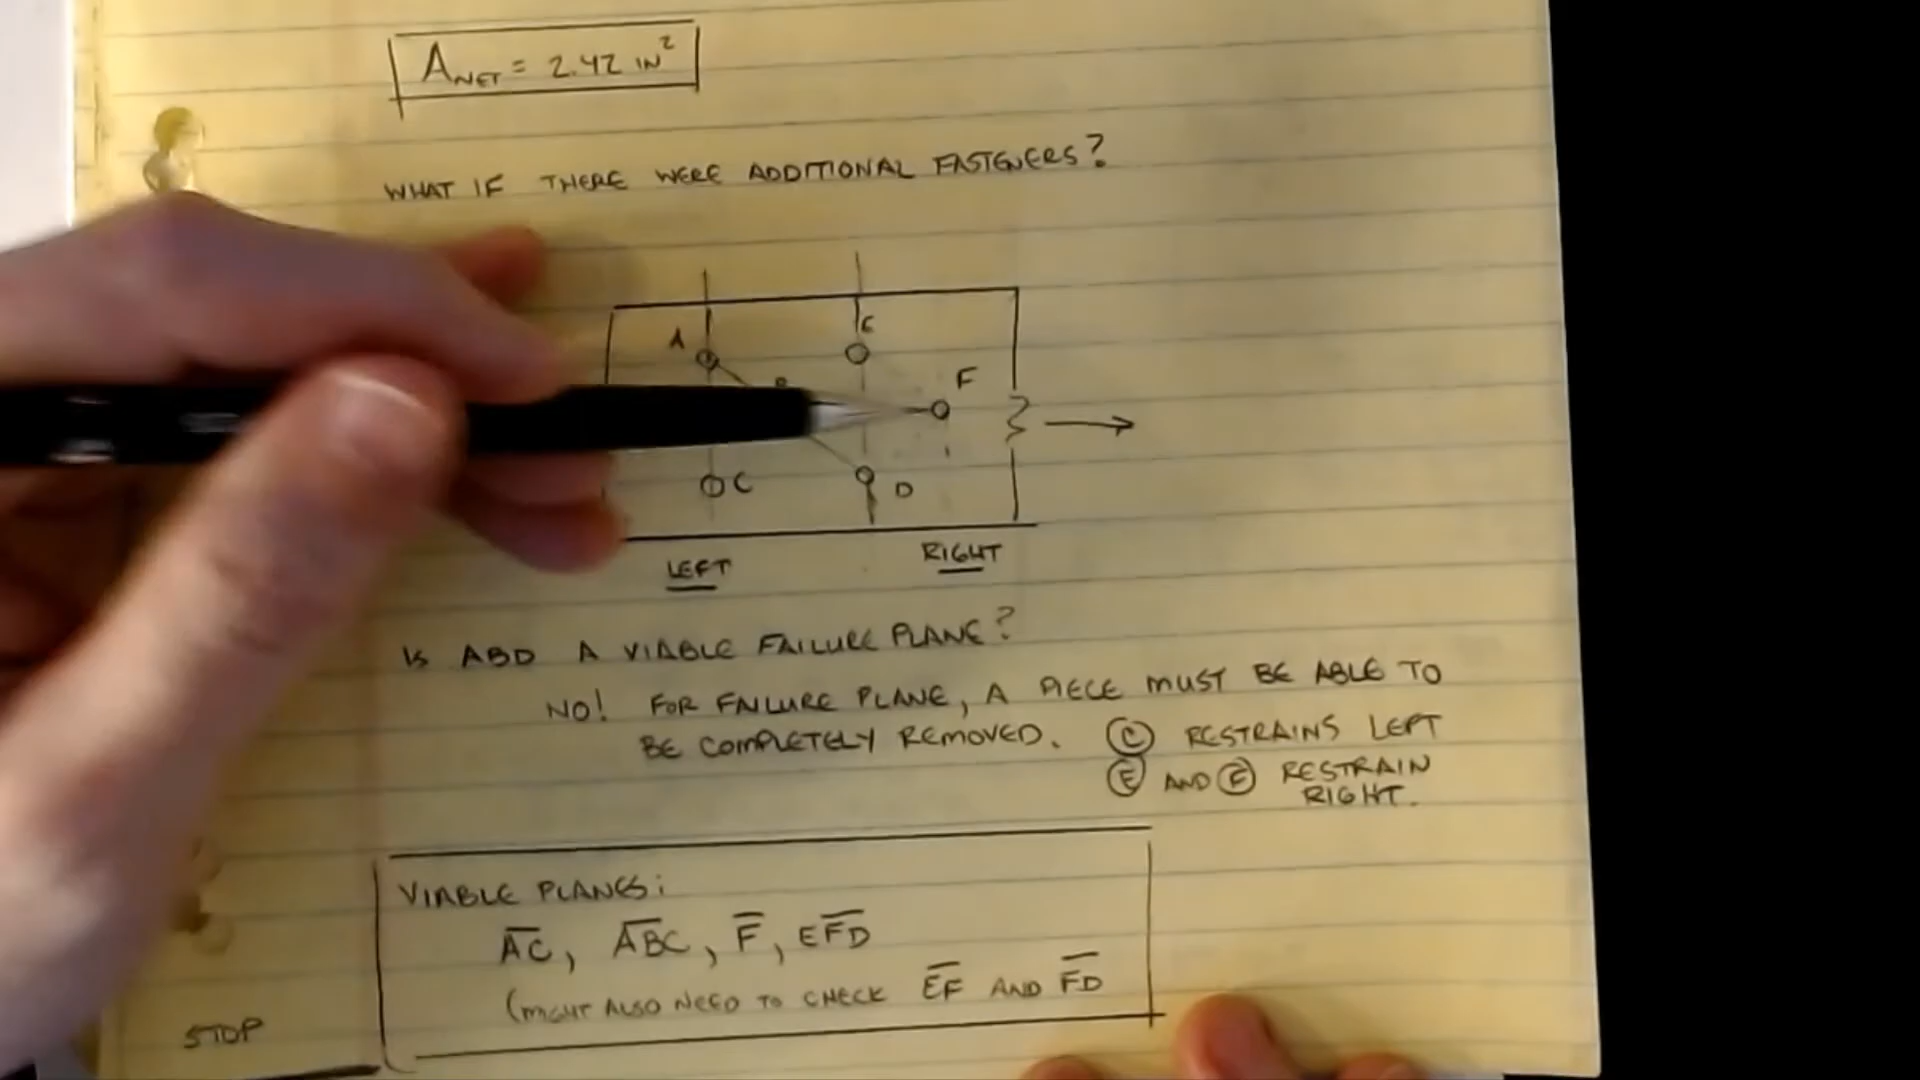 ANET = 2.42 IN²
WHAT IF THERE WERE ADDITIONAL FASTENERS?
A
E
F
C
D
LEFT
RIGHT
IS ABD A VIABLE FAILURE PLANE?
NO! FOR FAILURE PLANE, A PIECE MUST BE ABLE TO
BE COMPLETELY REMOVED. C RESTRAINS LEFT
E AND F RESTRAIN
RIGHT.
VIABLE PLANES:
AC, ABC, F, EFD
(MIGHT ALSO NEED TO CHECK EF AND FD
STOP